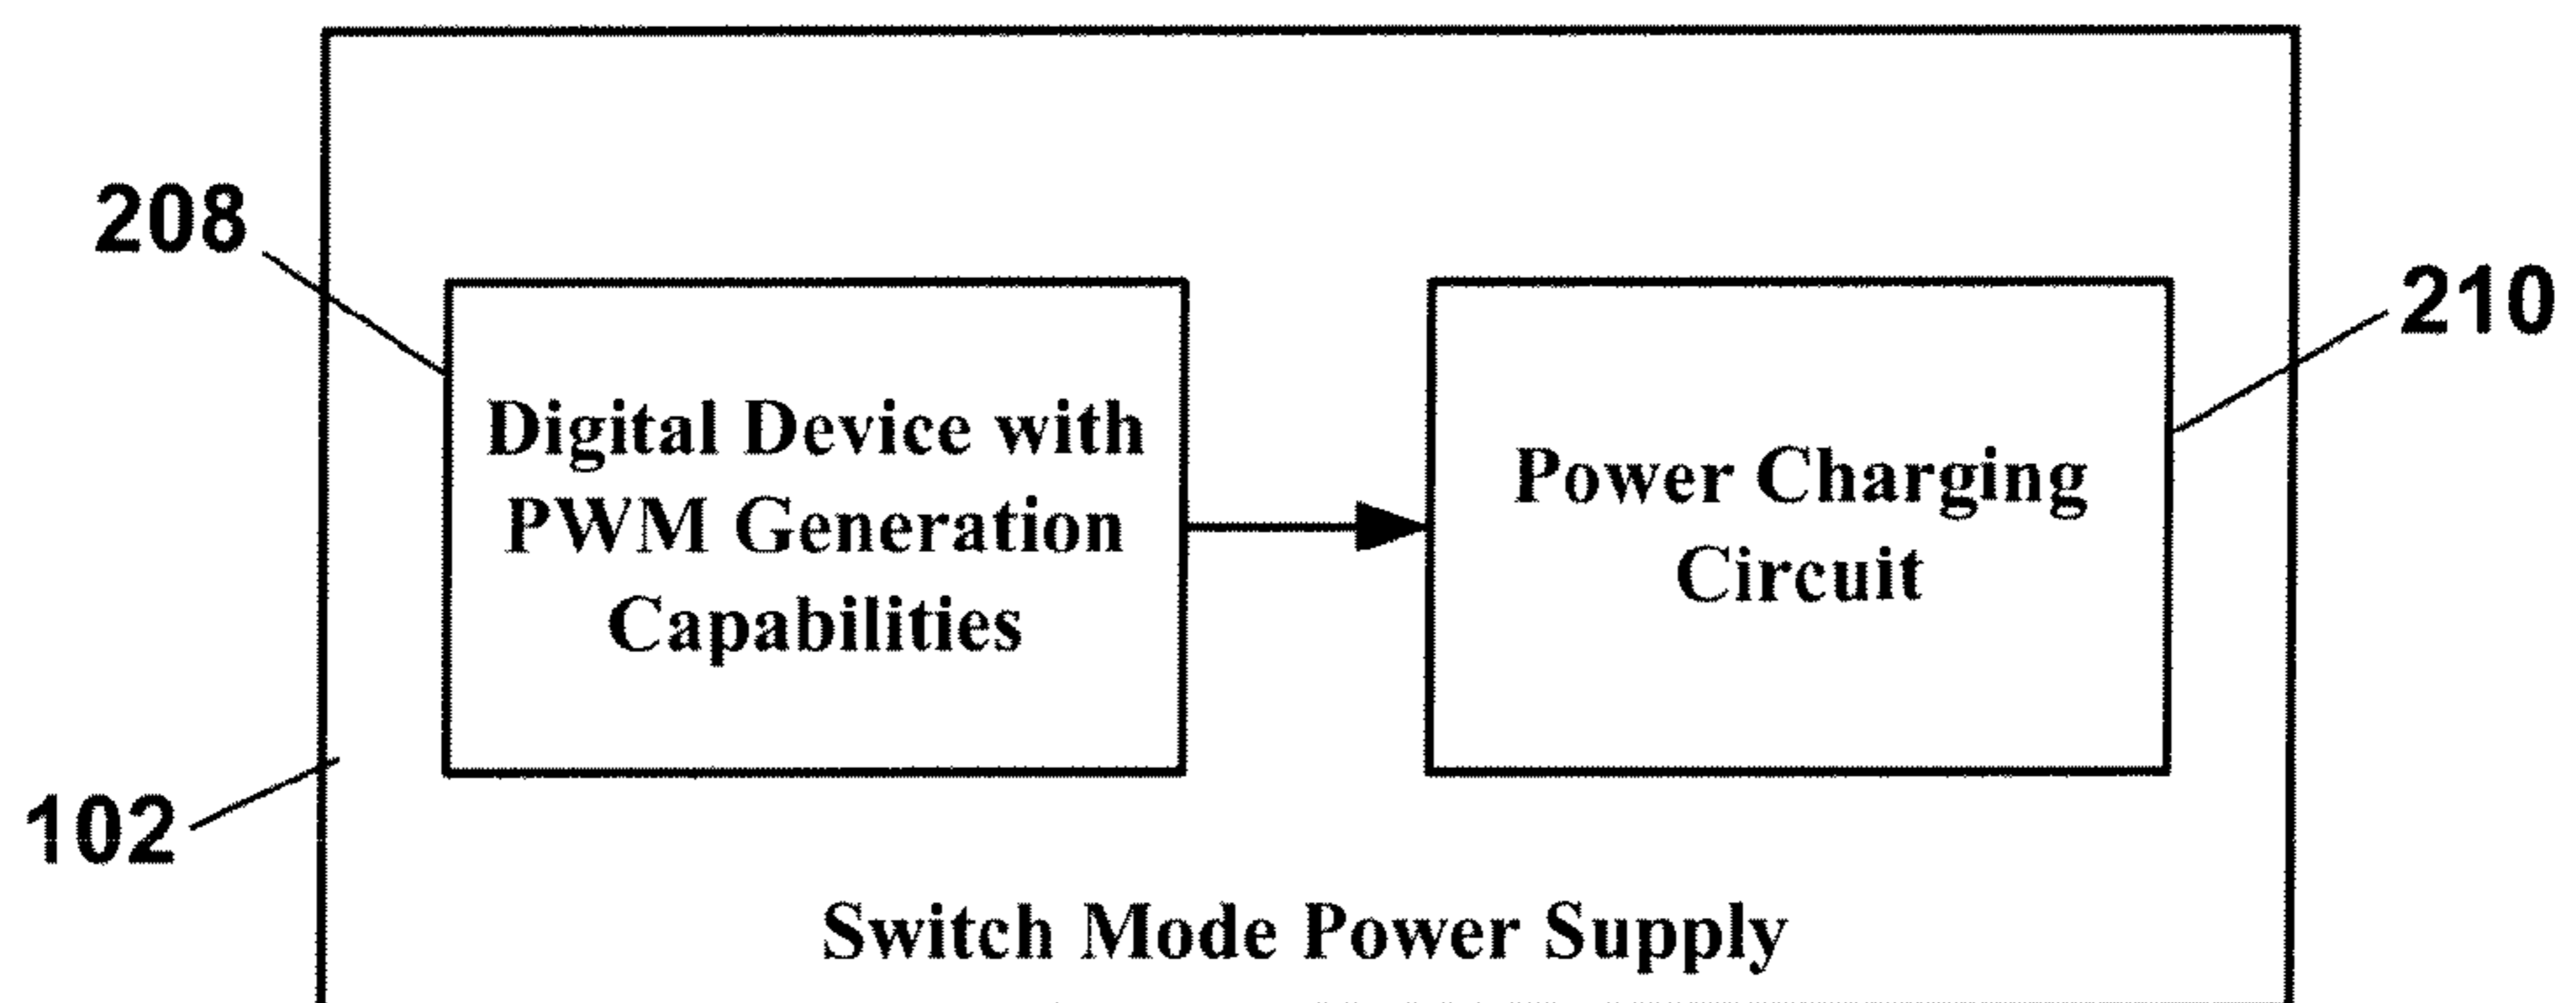 208
210
Digital Device with
PWM Generation
Capabilities
Power Charging
Circuit
102
Switch Mode Power Supply